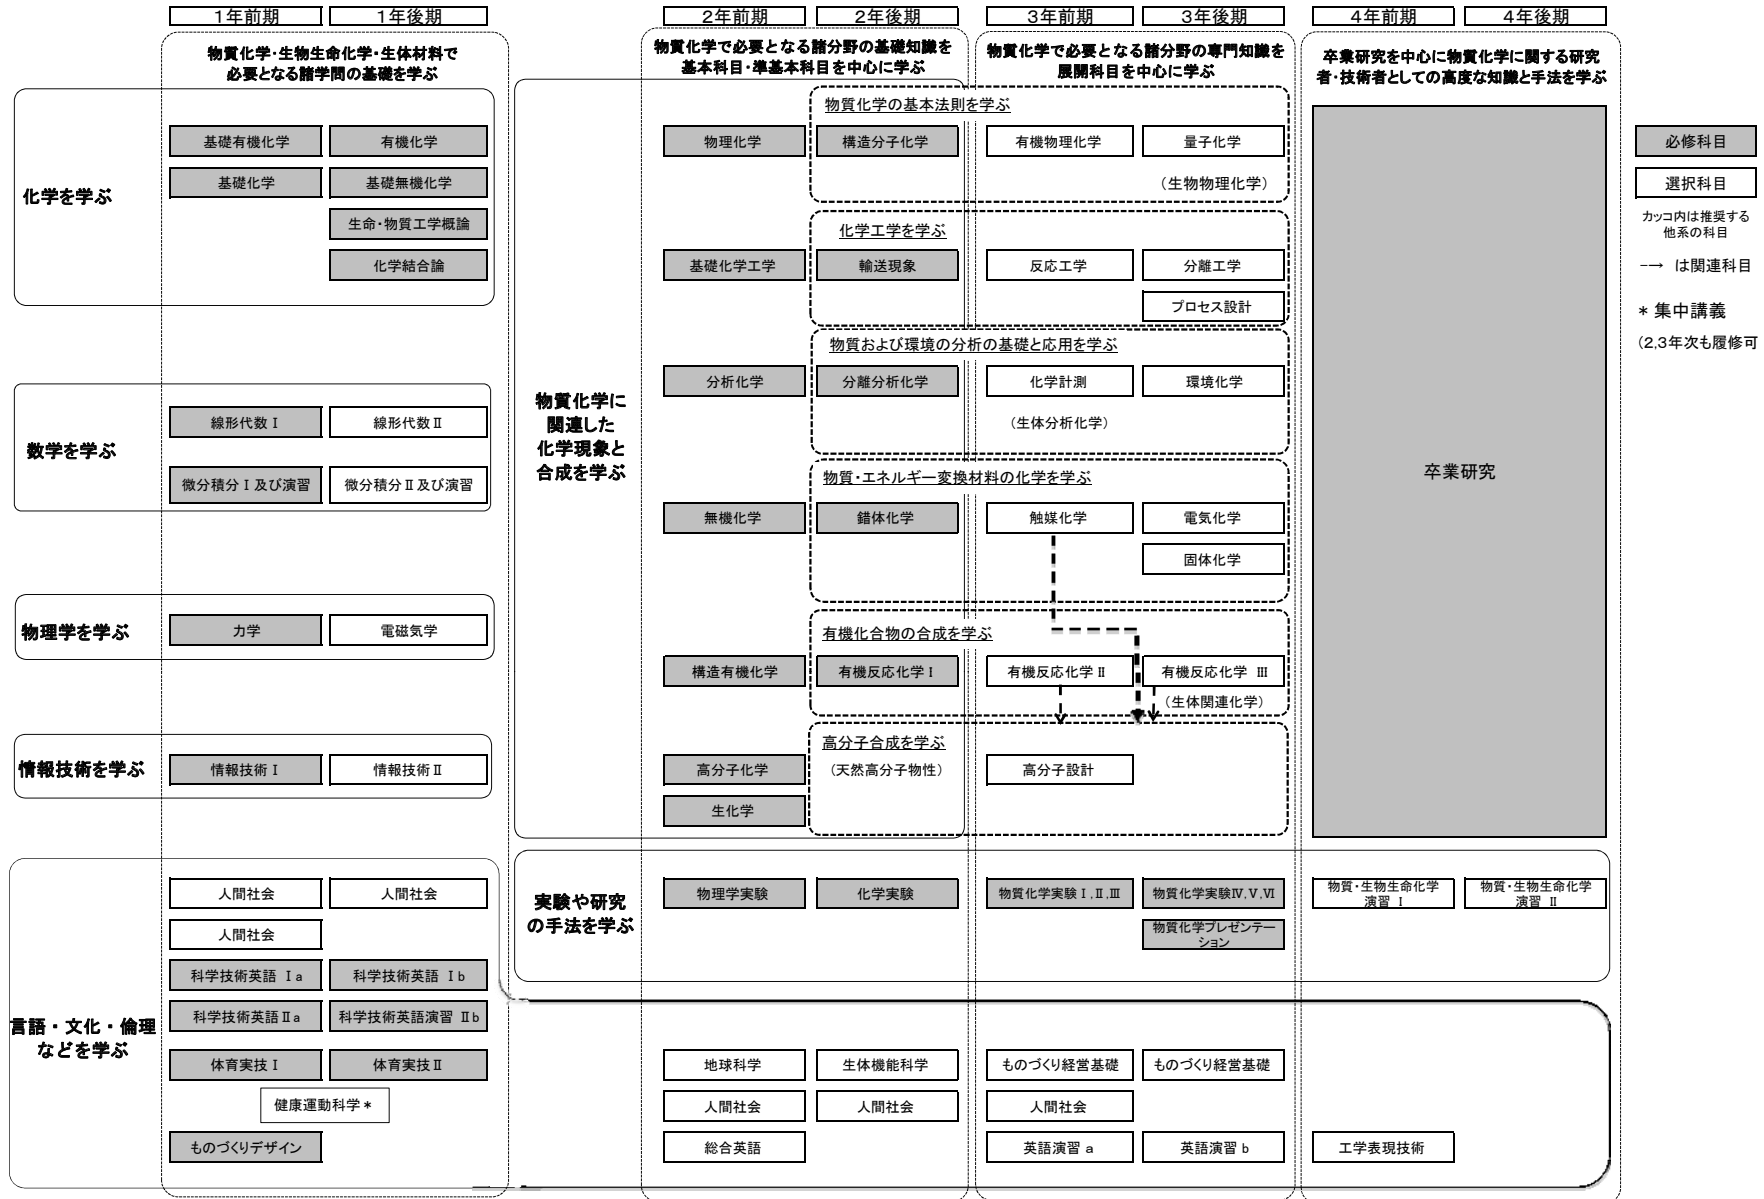 1年前期
1年後期
2年前期
2年後期
3年前期
3年後期
4年前期
4年後期
物質化学・生物生命化学・生体材料で
必要となる諸学問の基礎を学ぶ
物質化学で必要となる諸分野の基礎知識を
基本科目・準基本科目を中心に学ぶ
物質化学で必要となる諸分野の専門知識を
展開科目を中心に学ぶ
卒業研究を中心に物質化学に関する研究
者・技術者としての高度な知識と手法を学ぶ
化学を学ぶ
基礎有機化学
有機化学
基礎化学
基礎無機化学
生命・物質工学概論
化学結合論
数学を学ぶ
線形代数Ⅰ
線形代数Ⅱ
微分積分Ⅰ及び演習
微分積分Ⅱ及び演習
物理学を学ぶ
力学
電磁気学
情報技術を学ぶ
情報技術Ⅰ
情報技術Ⅱ
物質化学に
関連した
化学現象と
合成を学ぶ
物質化学の基本法則を学ぶ
物理化学
構造分子化学
有機物理化学
量子化学
(生物物理化学)
化学工学を学ぶ
基礎化学工学
輸送現象
反応工学
分離工学
プロセス設計
物質および環境の分析の基礎と応用を学ぶ
分析化学
分離分析化学
化学計測
環境化学
(生体分析化学)
物質・エネルギー変換材料の化学を学ぶ
無機化学
錯体化学
触媒化学
電気化学
固体化学
有機化合物の合成を学ぶ
構造有機化学
有機反応化学Ⅰ
有機反応化学Ⅱ
有機反応化学 Ⅲ
(生体関連化学)
高分子合成を学ぶ
高分子化学
(天然高分子物性)
高分子設計
生化学
卒業研究
必修科目
選択科目
カッコ内は推奨する
他系の科目
-→ は関連科目
* 集中講義
(2,3年次も履修可
実験や研究
の手法を学ぶ
物理学実験
化学実験
物質化学実験Ⅰ,Ⅱ,Ⅲ
物質化学実験Ⅳ,Ⅴ,Ⅵ
物質化学プレゼンテー
ション
物質・生物生命化学
演習 Ⅰ
物質・生物生命化学
演習 Ⅱ
言語・文化・倫理
などを学ぶ
人間社会
人間社会
人間社会
科学技術英語 Ⅰa
科学技術英語 Ⅰb
科学技術英語Ⅱa
科学技術英語演習 Ⅱb
体育実技Ⅰ
体育実技Ⅱ
健康運動科学*
ものづくりデザイン
地球科学
生体機能科学
ものづくり経営基礎
ものづくり経営基礎
人間社会
人間社会
人間社会
総合英語
英語演習 a
英語演習 b
工学表現技術